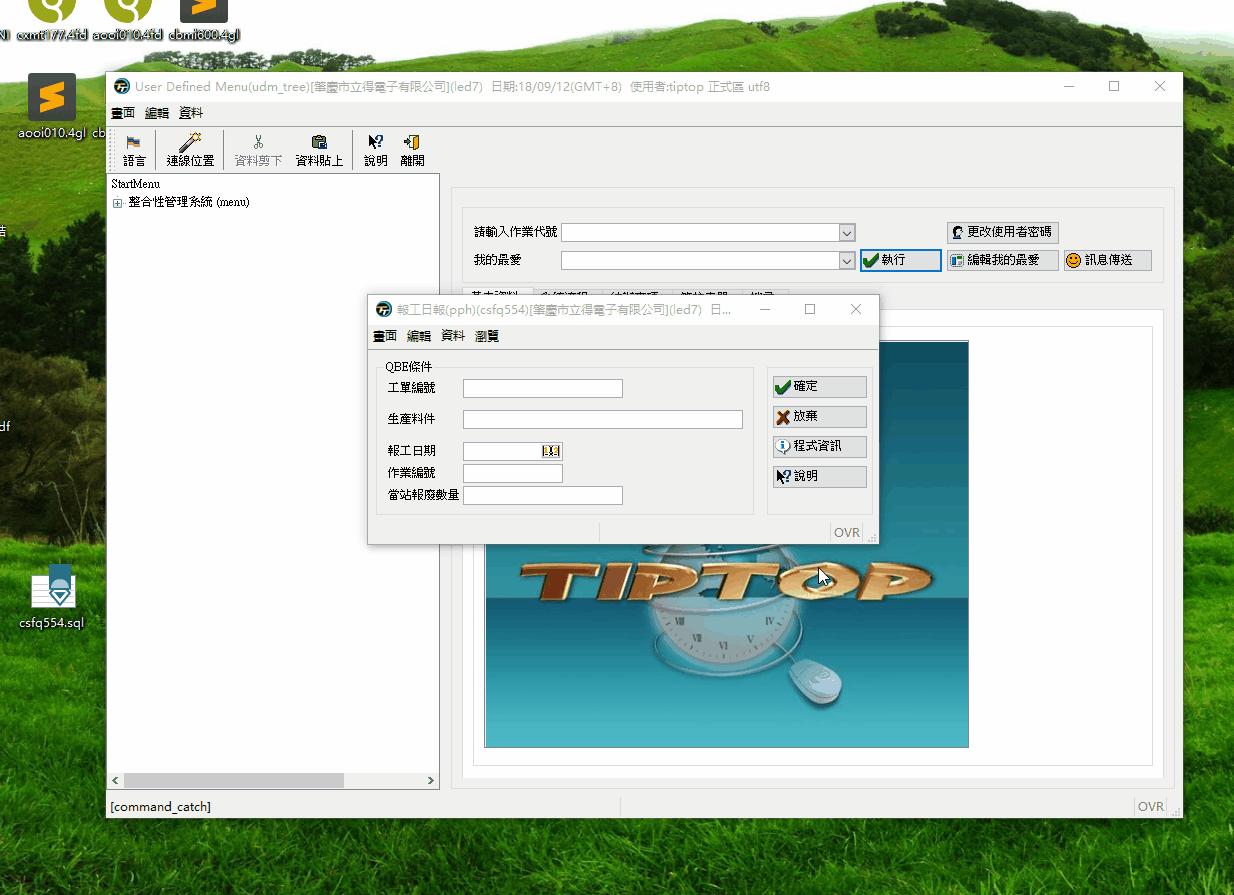 cxmt177.4fd aooi010.4fd cbmi600.4gl
aooi010.4gl cb
User Defined Menu(udm_tree)[肇慶市立得電子有限公司](led7) 日期:18/09/12(GMT+8) 使用者:tiptop 正式區 utf8
畫面 編輯 資料
語言 連線位置 資料剪下 資料貼上 說明 離開
StartMenu
整合性管理系統 (menu)
請輸入作業代號
更改使用者密碼
我的最愛
執行
編輯我的最愛
訊息傳送
報工日報(pph)(csfq554)[肇慶市立得電子有限公司](led7) 日...
畫面 編輯 資料 瀏覽
QBE條件
工單編號
生產料件
報工日期
作業編號
當站報廢數量
確定
放棄
程式資訊
說明
OVR
TIPTOP
csfq554.sql
df
[command_catch]
OVR